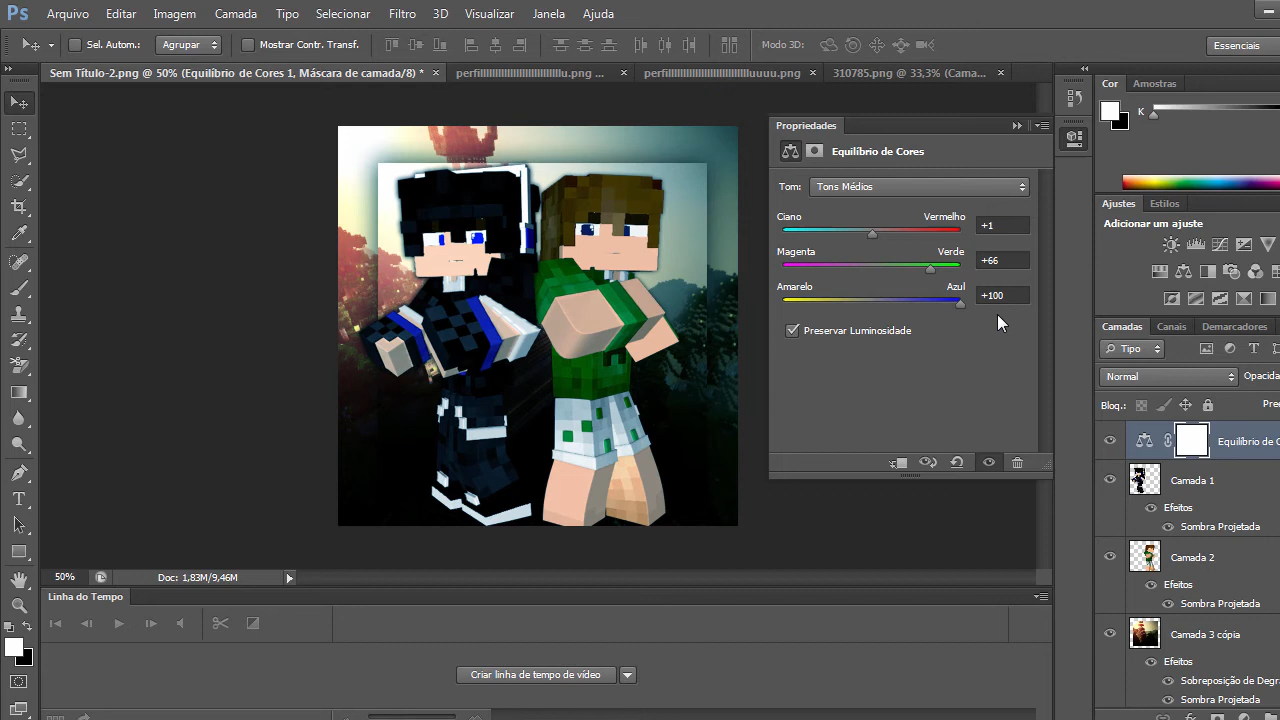 Ps Arquivo Editar Imagem Camada Tipo Selecionar Filtro 3D Visualizar Janela Ajuda
Sel. Autom.: Agrupar Mostrar Contr. Transf. Modo 3D: Essenciais
Sem Título-2.png @ 50% (Equilíbrio de Cores 1, Máscara de camada/8) * × 310785.png @ 33,3% (Cama... ×
Cor Amostras
K
Propriedades
Equilíbrio de Cores
Tom: Tons Médios
Ciano Vermelho +1
Magenta Verde +66
Amarelo Azul +100
Preservar Luminosidade
Ajustes Estilos
Adicionar um ajuste
Camadas Canais Demarcadores
Tipo
Normal Opacida
Bloq.: Pre
Equilíbrio de C
Camada 1
Efeitos
Sombra Projetada
Camada 2
Efeitos
Sombra Projetada
Camada 3 cópia
Efeitos
Sobreposição de Degra
Sombra Projetada
50% Doc: 1,83M/9,46M
Linha do Tempo
Criar linha de tempo de vídeo